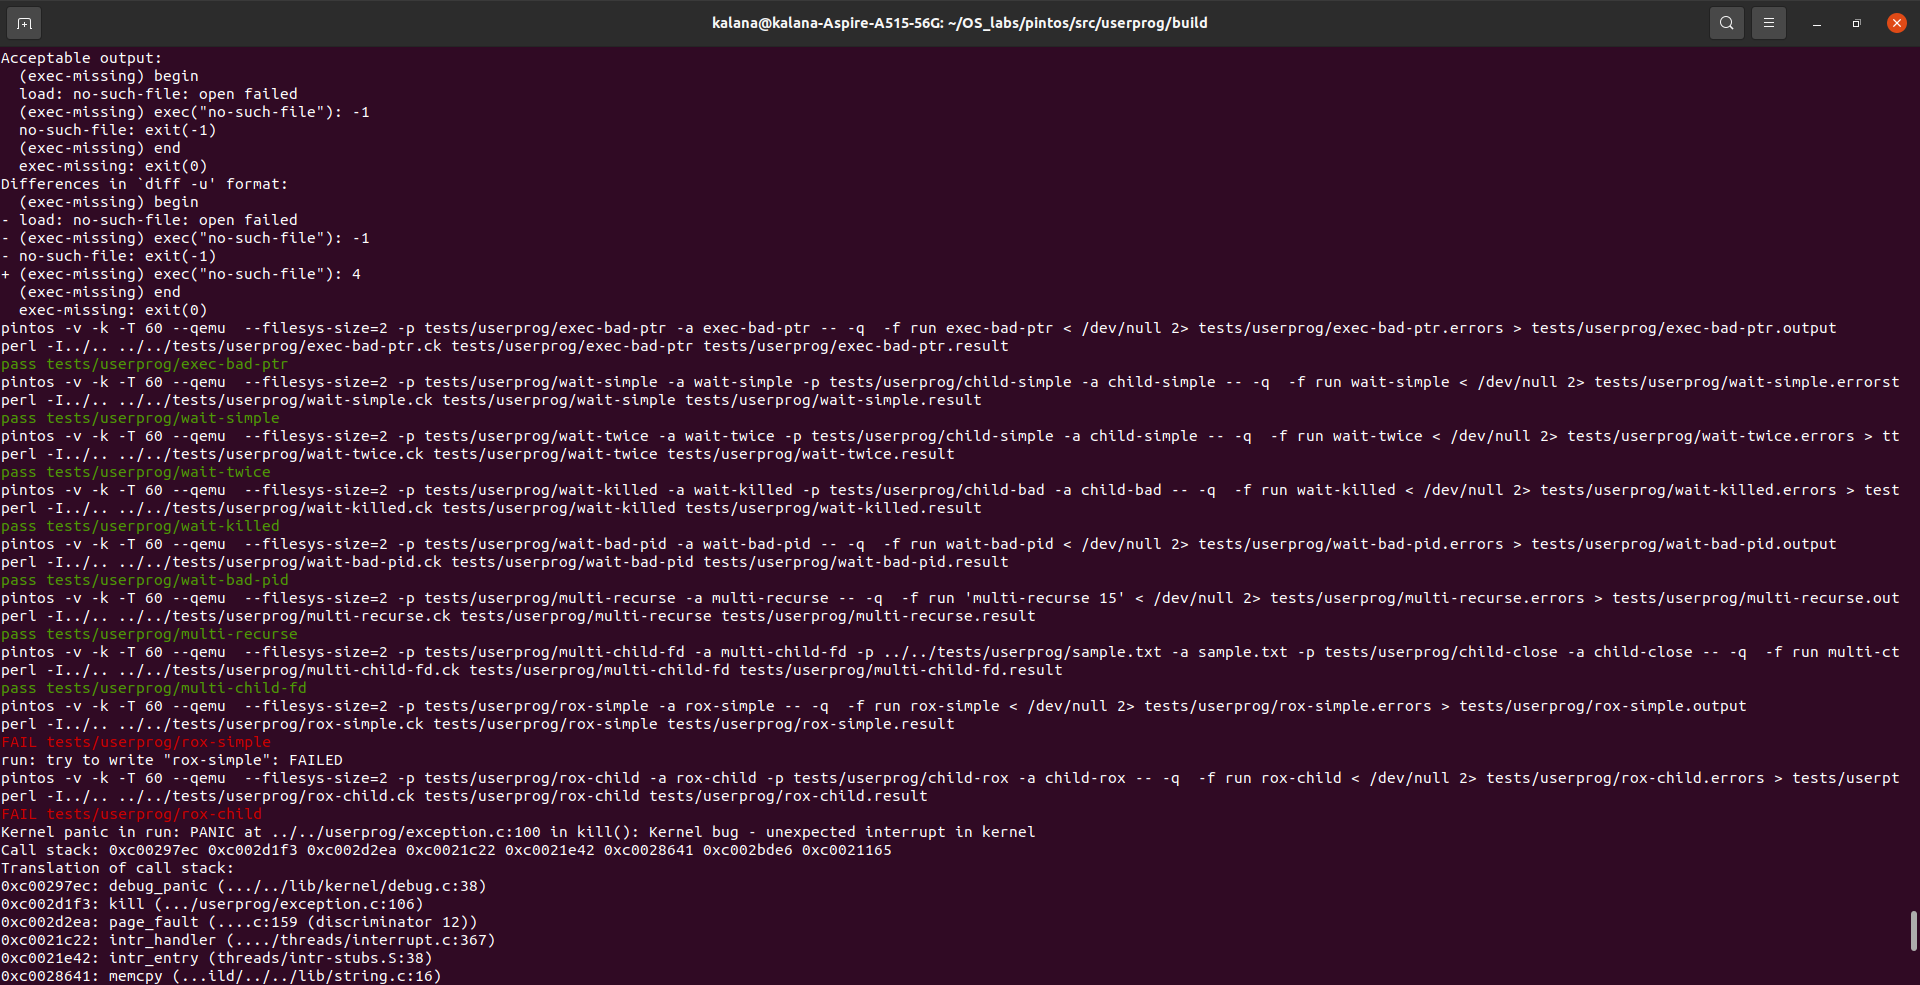 kalana@kalana-Aspire-A515-56G: ~/OS_labs/pintos/src/userprog/build
Acceptable output:
  (exec-missing) begin
  load: no-such-file: open failed
  (exec-missing) exec("no-such-file"): -1
  no-such-file: exit(-1)
  (exec-missing) end
  exec-missing: exit(0)
Differences in `diff -u' format:
  (exec-missing) begin
- load: no-such-file: open failed
- (exec-missing) exec("no-such-file"): -1
- no-such-file: exit(-1)
+ (exec-missing) exec("no-such-file"): 4
  (exec-missing) end
  exec-missing: exit(0)
pintos -v -k -T 60 --qemu  --filesys-size=2 -p tests/userprog/exec-bad-ptr -a exec-bad-ptr -- -q  -f run exec-bad-ptr < /dev/null 2> tests/userprog/exec-bad-ptr.errors > tests/userprog/exec-bad-ptr.output
perl -I../.. ../../tests/userprog/exec-bad-ptr.ck tests/userprog/exec-bad-ptr tests/userprog/exec-bad-ptr.result
pass tests/userprog/exec-bad-ptr
pintos -v -k -T 60 --qemu  --filesys-size=2 -p tests/userprog/wait-simple -a wait-simple -p tests/userprog/child-simple -a child-simple -- -q  -f run wait-simple < /dev/null 2> tests/userprog/wait-simple.errorst
perl -I../.. ../../tests/userprog/wait-simple.ck tests/userprog/wait-simple tests/userprog/wait-simple.result
pass tests/userprog/wait-simple
pintos -v -k -T 60 --qemu  --filesys-size=2 -p tests/userprog/wait-twice -a wait-twice -p tests/userprog/child-simple -a child-simple -- -q  -f run wait-twice < /dev/null 2> tests/userprog/wait-twice.errors > tt
perl -I../.. ../../tests/userprog/wait-twice.ck tests/userprog/wait-twice tests/userprog/wait-twice.result
pass tests/userprog/wait-twice
pintos -v -k -T 60 --qemu  --filesys-size=2 -p tests/userprog/wait-killed -a wait-killed -p tests/userprog/child-bad -a child-bad -- -q  -f run wait-killed < /dev/null 2> tests/userprog/wait-killed.errors > test
perl -I../.. ../../tests/userprog/wait-killed.ck tests/userprog/wait-killed tests/userprog/wait-killed.result
pass tests/userprog/wait-killed
pintos -v -k -T 60 --qemu  --filesys-size=2 -p tests/userprog/wait-bad-pid -a wait-bad-pid -- -q  -f run wait-bad-pid < /dev/null 2> tests/userprog/wait-bad-pid.errors > tests/userprog/wait-bad-pid.output
perl -I../.. ../../tests/userprog/wait-bad-pid.ck tests/userprog/wait-bad-pid tests/userprog/wait-bad-pid.result
pass tests/userprog/wait-bad-pid
pintos -v -k -T 60 --qemu  --filesys-size=2 -p tests/userprog/multi-recurse -a multi-recurse -- -q  -f run 'multi-recurse 15' < /dev/null 2> tests/userprog/multi-recurse.errors > tests/userprog/multi-recurse.out
perl -I../.. ../../tests/userprog/multi-recurse.ck tests/userprog/multi-recurse tests/userprog/multi-recurse.result
pass tests/userprog/multi-recurse
pintos -v -k -T 60 --qemu  --filesys-size=2 -p tests/userprog/multi-child-fd -a multi-child-fd -p ../../tests/userprog/sample.txt -a sample.txt -p tests/userprog/child-close -a child-close -- -q  -f run multi-ct
perl -I../.. ../../tests/userprog/multi-child-fd.ck tests/userprog/multi-child-fd tests/userprog/multi-child-fd.result
pass tests/userprog/multi-child-fd
pintos -v -k -T 60 --qemu  --filesys-size=2 -p tests/userprog/rox-simple -a rox-simple -- -q  -f run rox-simple < /dev/null 2> tests/userprog/rox-simple.errors > tests/userprog/rox-simple.output
perl -I../.. ../../tests/userprog/rox-simple.ck tests/userprog/rox-simple tests/userprog/rox-simple.result
FAIL tests/userprog/rox-simple
run: try to write "rox-simple": FAILED
pintos -v -k -T 60 --qemu  --filesys-size=2 -p tests/userprog/rox-child -a rox-child -p tests/userprog/child-rox -a child-rox -- -q  -f run rox-child < /dev/null 2> tests/userprog/rox-child.errors > tests/userpt
perl -I../.. ../../tests/userprog/rox-child.ck tests/userprog/rox-child tests/userprog/rox-child.result
FAIL tests/userprog/rox-child
Kernel panic in run: PANIC at ../../userprog/exception.c:100 in kill(): Kernel bug - unexpected interrupt in kernel
Call stack: 0xc00297ec 0xc002d1f3 0xc002d2ea 0xc0021c22 0xc0021e42 0xc0028641 0xc002bde6 0xc0021165
Translation of call stack:
0xc00297ec: debug_panic (.../../lib/kernel/debug.c:38)
0xc002d1f3: kill (.../userprog/exception.c:106)
0xc002d2ea: page_fault (....c:159 (discriminator 12))
0xc0021c22: intr_handler (..../threads/interrupt.c:367)
0xc0021e42: intr_entry (threads/intr-stubs.S:38)
0xc0028641: memcpy (...ild/../../lib/string.c:16)